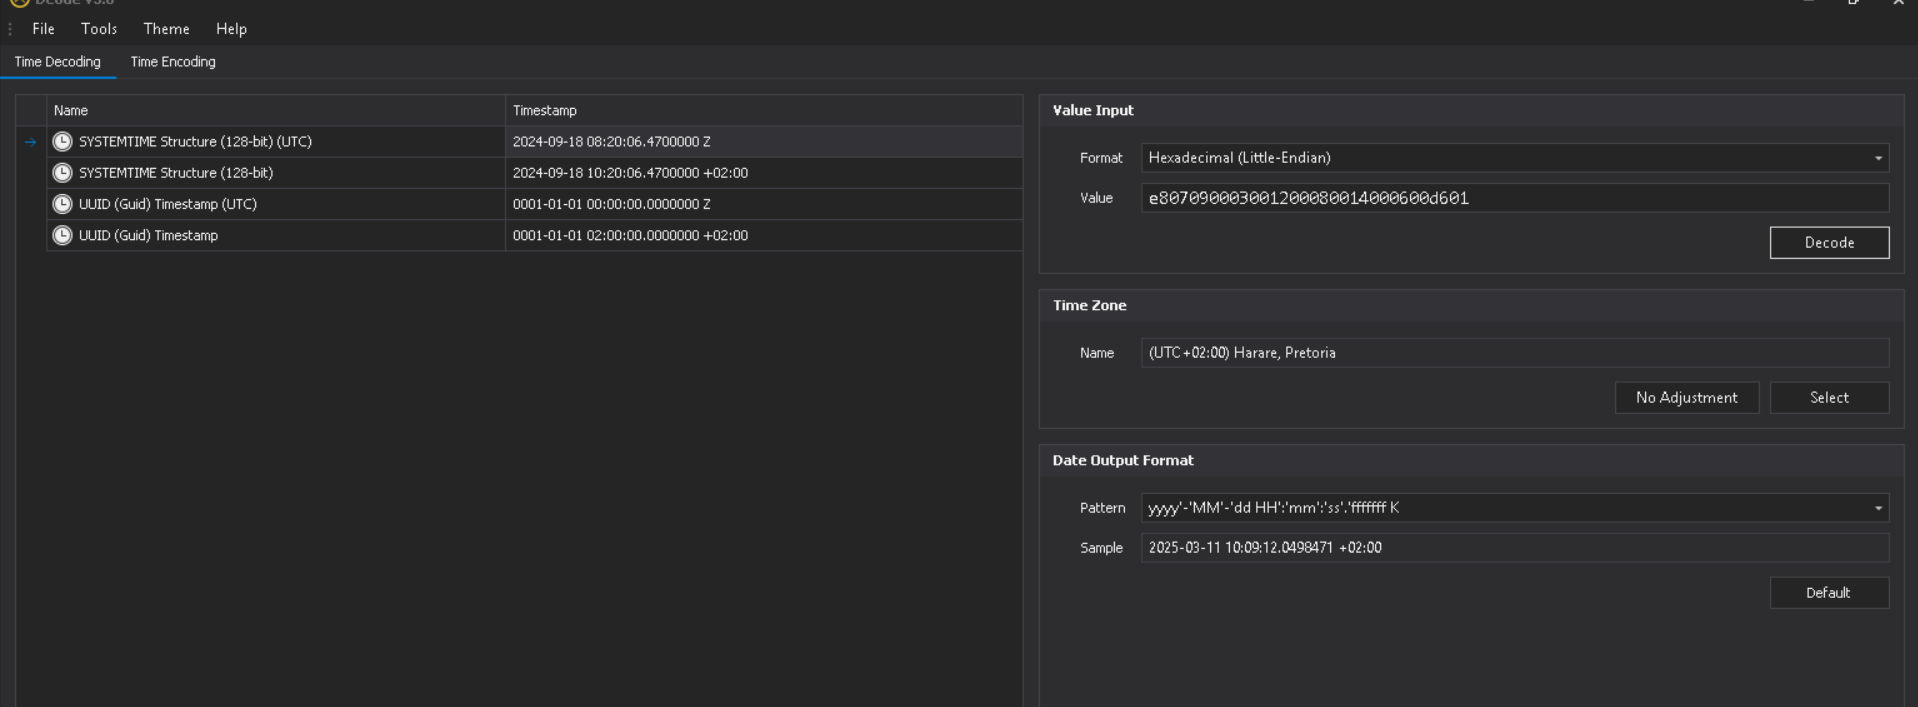 DCode v5.6
File Tools Theme Help
Time Decoding Time Encoding
Name Timestamp
SYSTEMTIME Structure (128-bit) (UTC) 2024-09-18 08:20:06.4700000 Z
SYSTEMTIME Structure (128-bit) 2024-09-18 10:20:06.4700000 +02:00
UUID (Guid) Timestamp (UTC) 0001-01-01 00:00:00.0000000 Z
UUID (Guid) Timestamp 0001-01-01 02:00:00.0000000 +02:00
Value Input
Format Hexadecimal (Little-Endian)
Value e807090003001200080014000600d601
Decode
Time Zone
Name (UTC+02:00) Harare, Pretoria
No Adjustment Select
Date Output Format
Pattern yyyy'-'MM'-'dd HH':'mm':'ss'.'fffffff K
Sample 2025-03-11 10:09:12.0498471 +02:00
Default